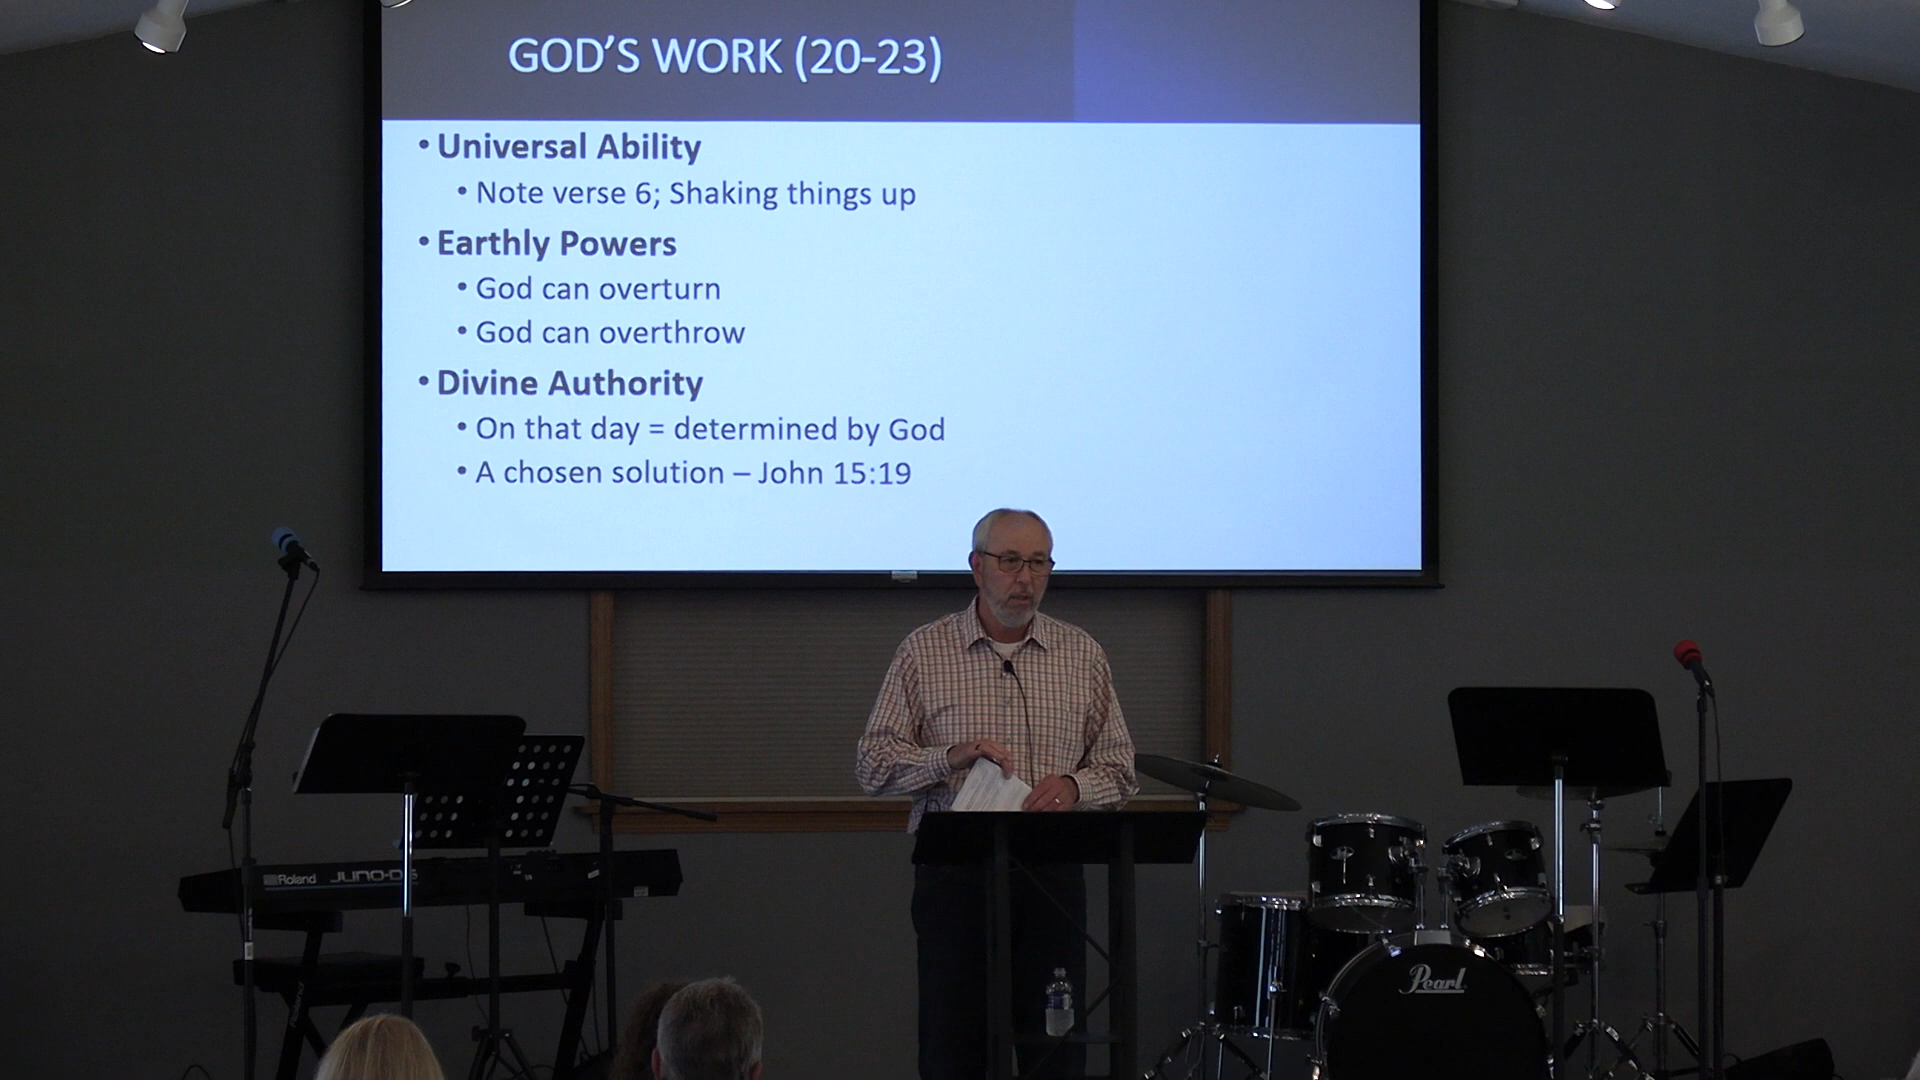 GOD'S WORK (20-23)
• Universal Ability
• Note verse 6; Shaking things up
• Earthly Powers
• God can overturn
• God can overthrow
• Divine Authority
• On that day = determined by God
• A chosen solution – John 15:19
Roland JUNO-DS
Pearl
Roland